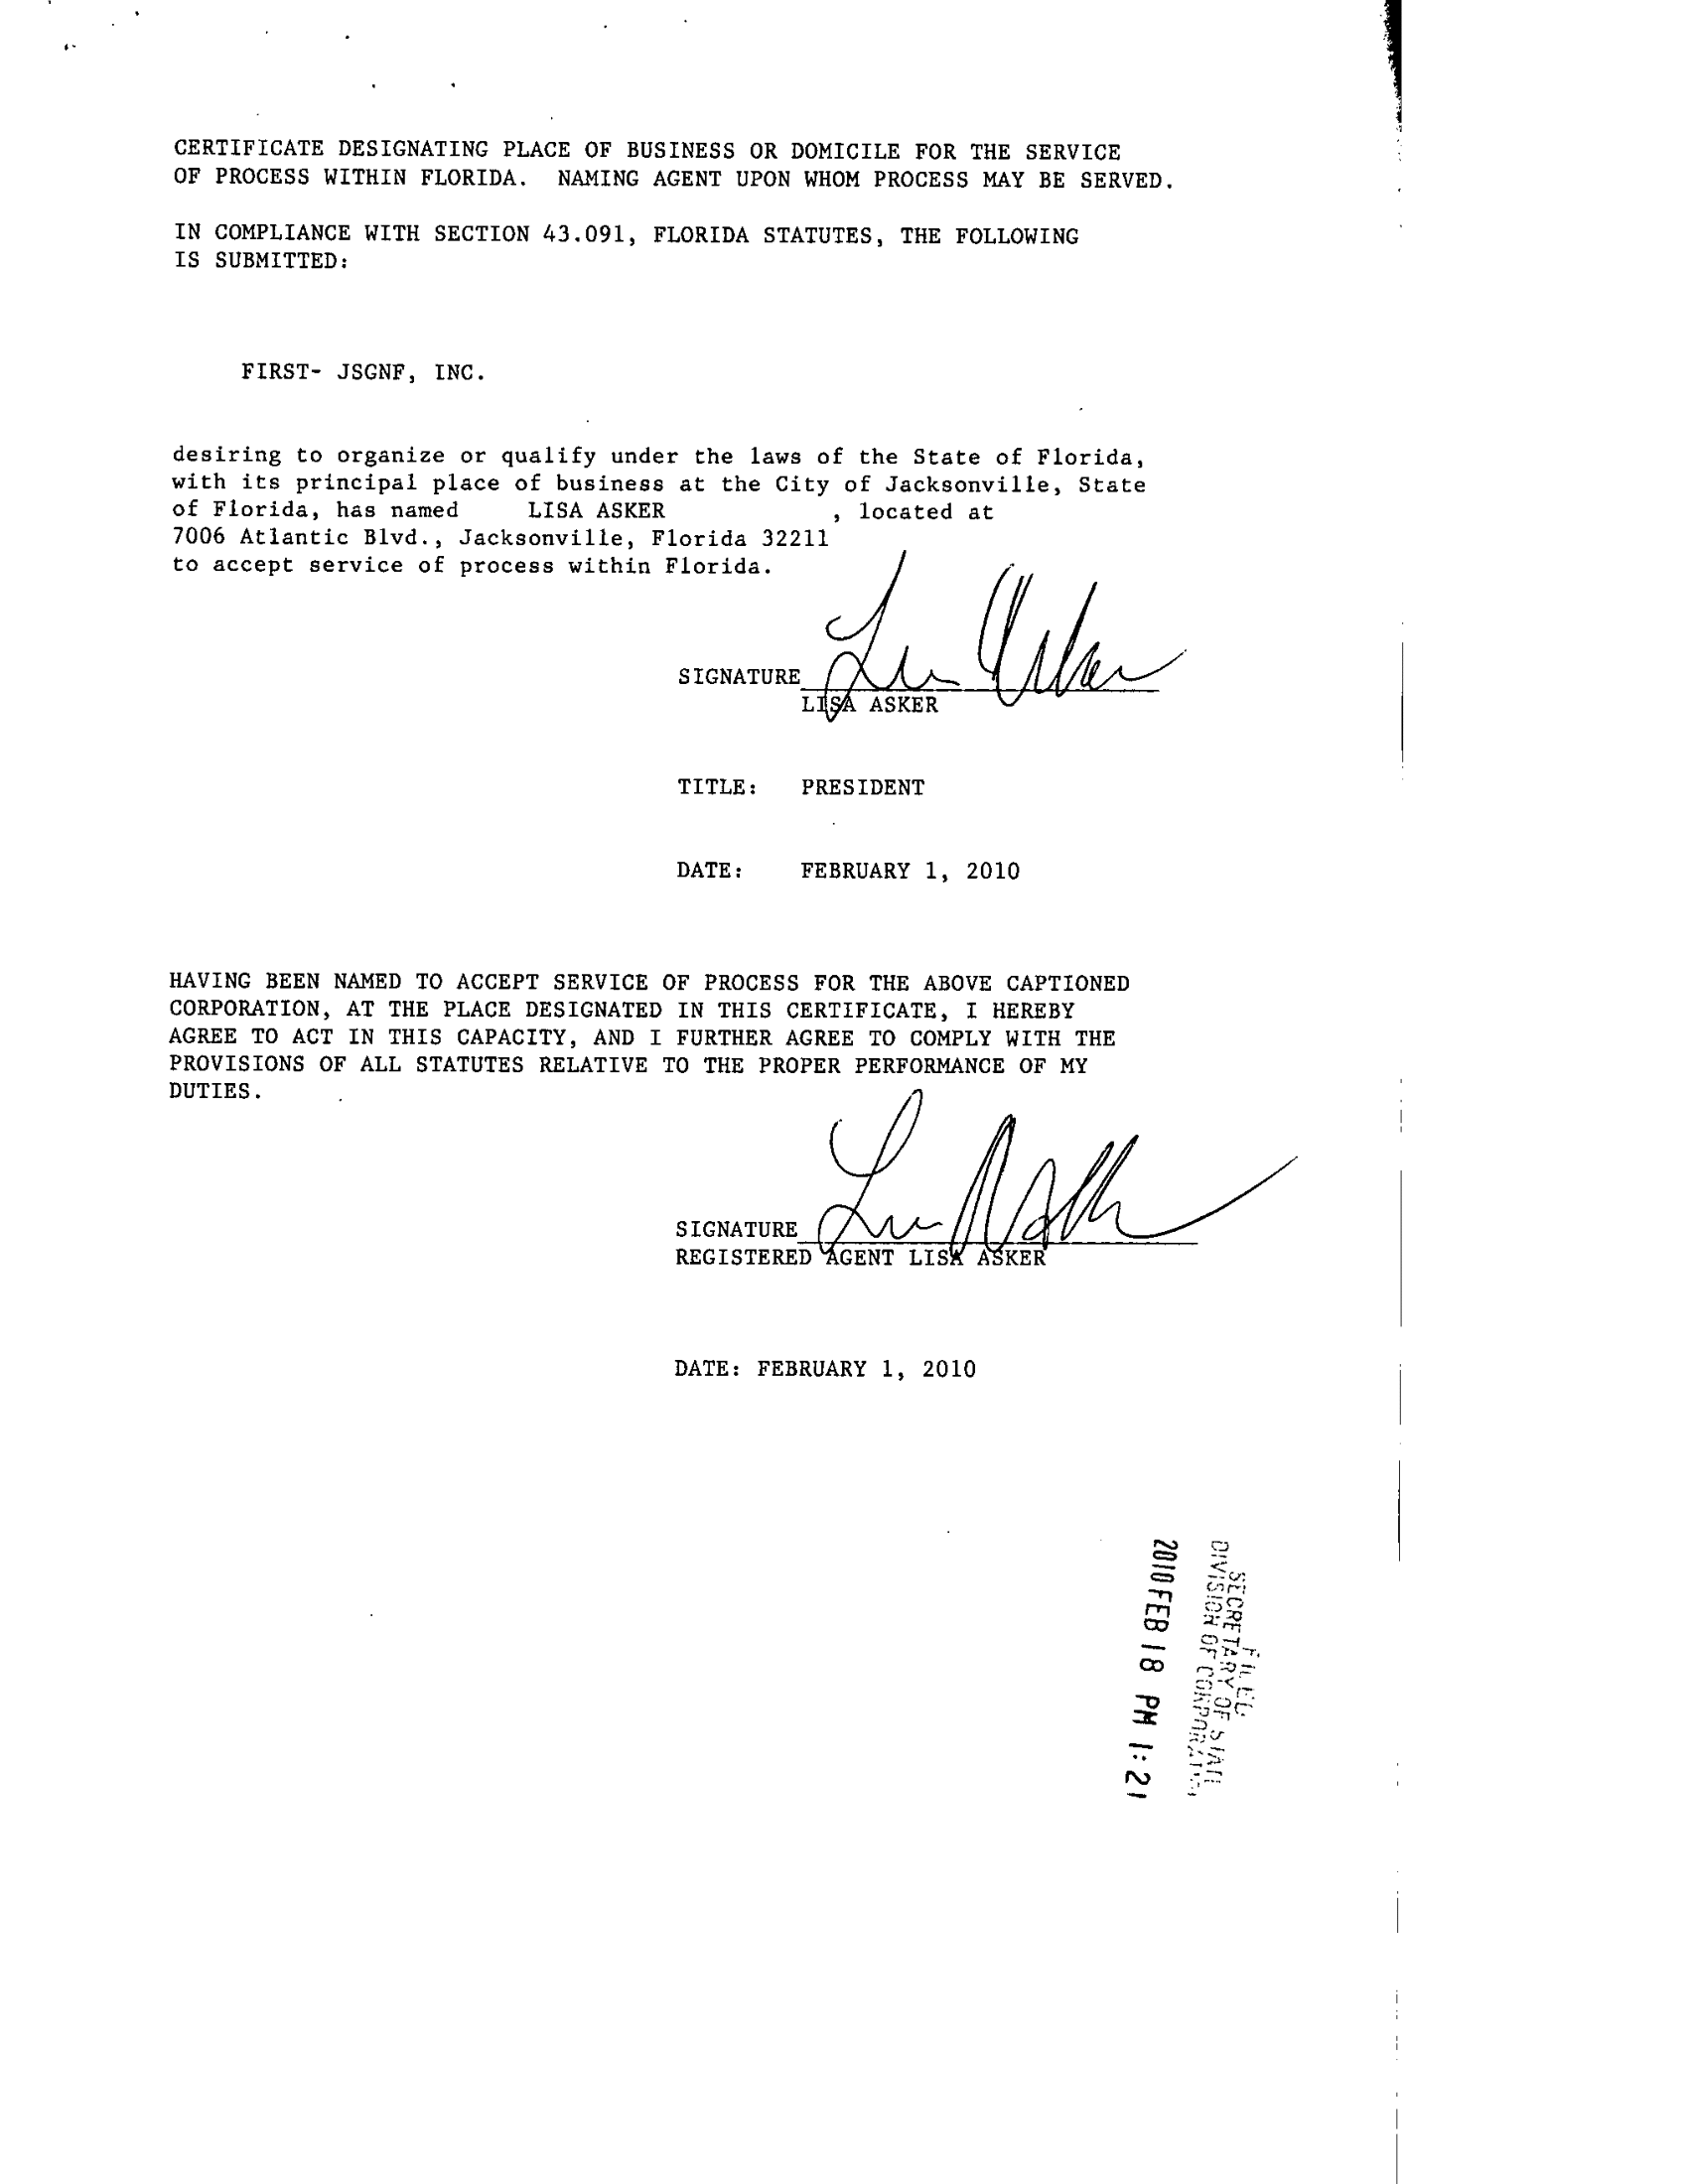 CERTIFICATE DESIGNATING PLACE OF BUSINESS OR DOMICILE FOR THE SERVICE
OF PROCESS WITHIN FLORIDA. NAMING AGENT UPON WHOM PROCESS MAY BE SERVED.
IN COMPLIANCE WITH SECTION 43.091, FLORIDA STATUTES, THE FOLLOWING
IS SUBMITTED:
FIRST- JSGNF, INC.
desiring to organize or qualify under the laws of the State of Florida,
with its principal place of business at the City of Jacksonville, State
of Florida, has named LISA ASKER , located at
7006 Atlantic Blvd., Jacksonville, Florida 32211
to accept service of process within Florida.
SIGNATURE
LISA ASKER
TITLE: PRESIDENT
DATE: FEBRUARY 1, 2010
HAVING BEEN NAMED TO ACCEPT SERVICE OF PROCESS FOR THE ABOVE CAPTIONED
CORPORATION, AT THE PLACE DESIGNATED IN THIS CERTIFICATE, I HEREBY
AGREE TO ACT IN THIS CAPACITY, AND I FURTHER AGREE TO COMPLY WITH THE
PROVISIONS OF ALL STATUTES RELATIVE TO THE PROPER PERFORMANCE OF MY
DUTIES.
SIGNATURE
REGISTERED AGENT LISA ASKER
DATE: FEBRUARY 1, 2010
FILED
SECRETARY OF STATE
DIVISION OF
2010 FEB 18 PM 1:21